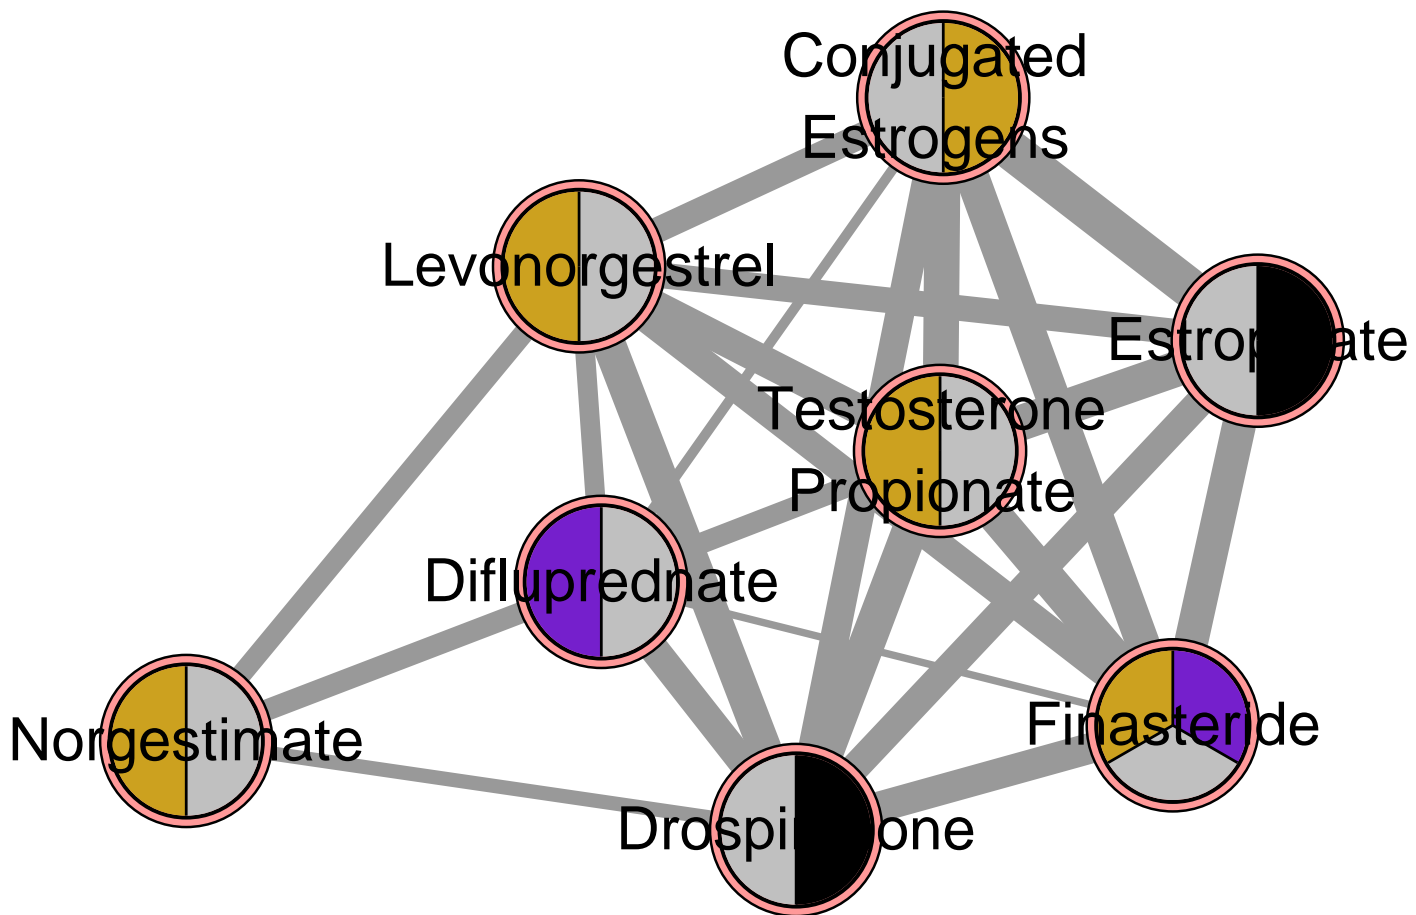 Conjugated
Estrogens
Levonorgestrel
Estropipate
Testosterone
Propionate
Difluprednate
Finasteride
Norgestimate
Drospirenone